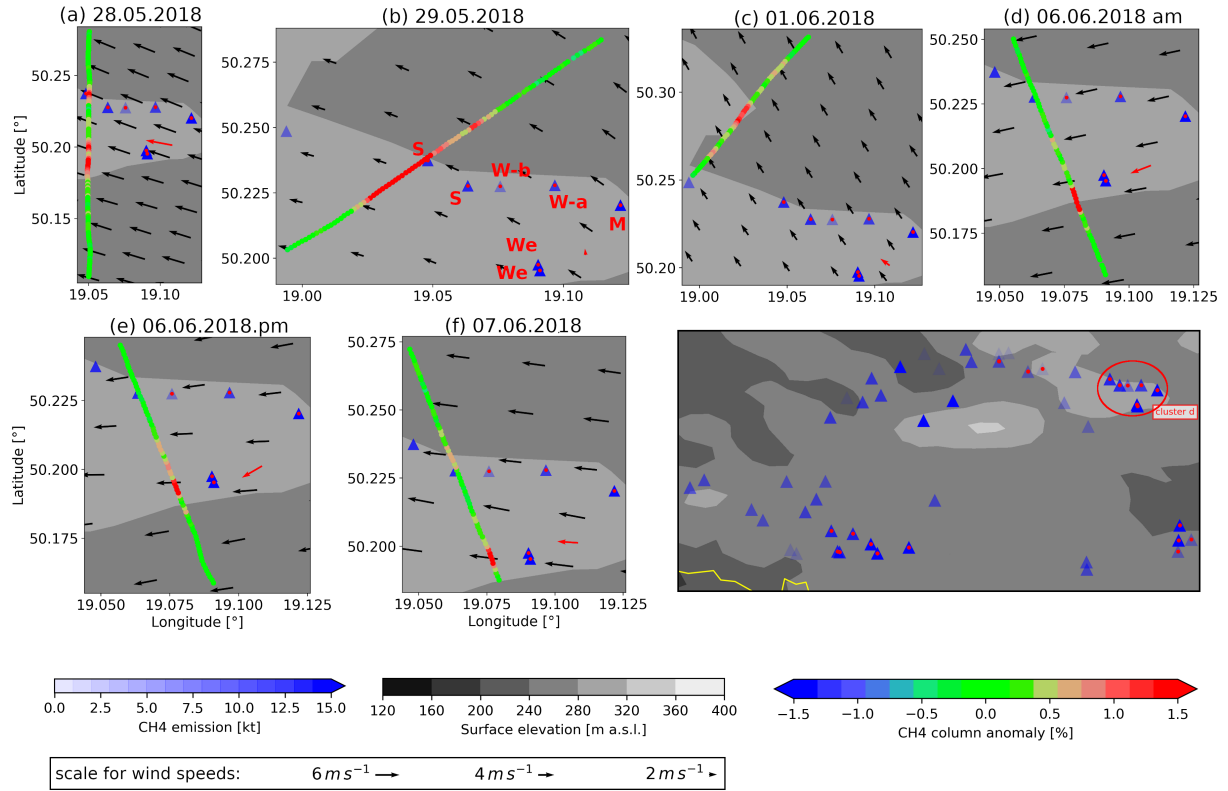 (a) 28.05.2018
(b) 29.05.2018
(c) 01.06.2018
(d) 06.06.2018 am
Latitude [°]
50.25
50.20
50.15
19.05
19.10
50.275
50.250
50.225
50.200
19.00
19.05
19.10
S
S
W-b
W-a
M
We
We
50.30
50.25
50.20
19.00
19.05
19.10
50.250
50.225
50.200
50.175
19.050
19.075
19.100
19.125
(e) 06.06.2018.pm
(f) 07.06.2018
Latitude [°]
50.225
50.200
50.175
19.050
19.075
19.100
19.125
Longitude [°]
50.275
50.250
50.225
50.200
19.050
19.075
19.100
19.125
Longitude [°]
cluster d
0.0 2.5 5.0 7.5 10.0 12.5 15.0
CH4 emission [kt]
120 160 200 240 280 320 360 400
Surface elevation [m a.s.l.]
−1.5 −1.0 −0.5 0.0 0.5 1.0 1.5
CH4 column anomaly [%]
scale for wind speeds: 6 m s⁻¹ 4 m s⁻¹ 2 m s⁻¹